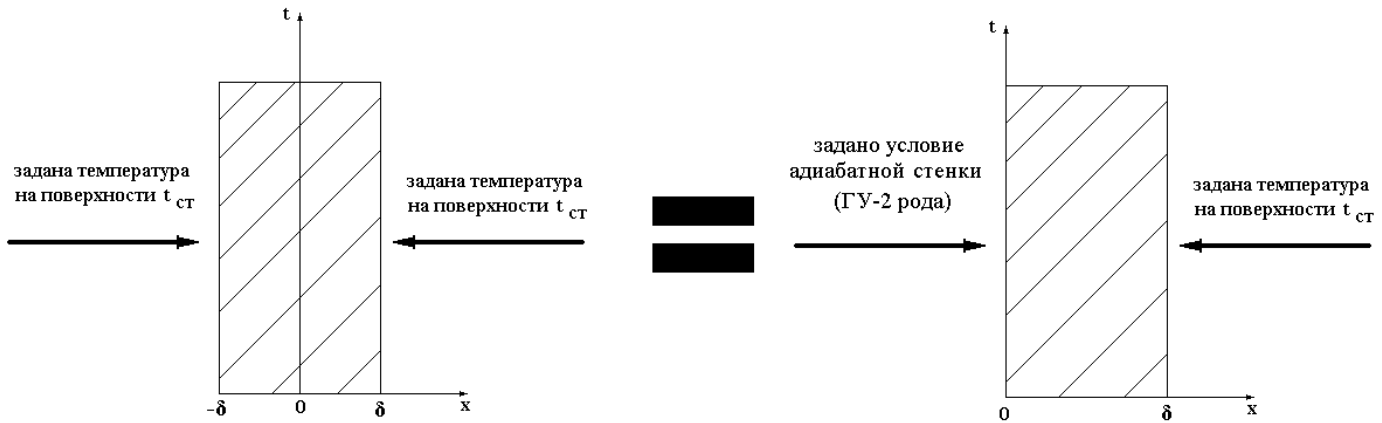 t
задана температура
на поверхности t ст
задана температура
на поверхности t ст
-δ
0
δ
x
задано условие
адиабатной стенки
(ГУ-2 рода)
t
задана температура
на поверхности t ст
0
δ
x